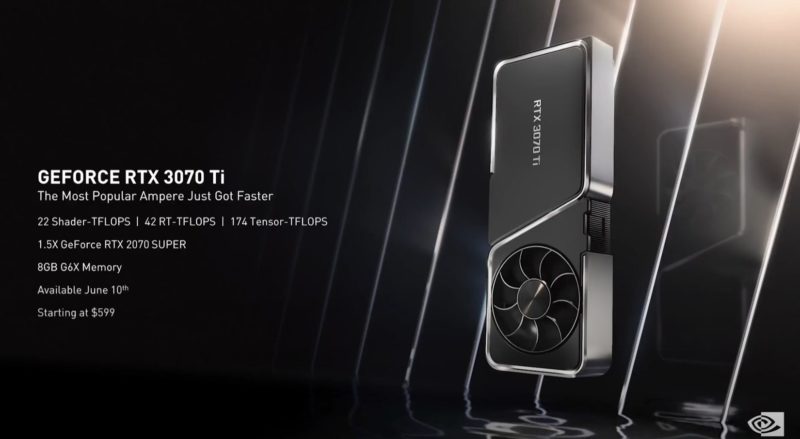 GEFORCE RTX 3070 Ti
The Most Popular Ampere Just Got Faster
22 Shader-TFLOPS | 42 RT-TFLOPS | 174 Tensor-TFLOPS
1.5X GeForce RTX 2070 SUPER
8GB G6X Memory
Available June 10th
Starting at $599
RTX 3070 Ti